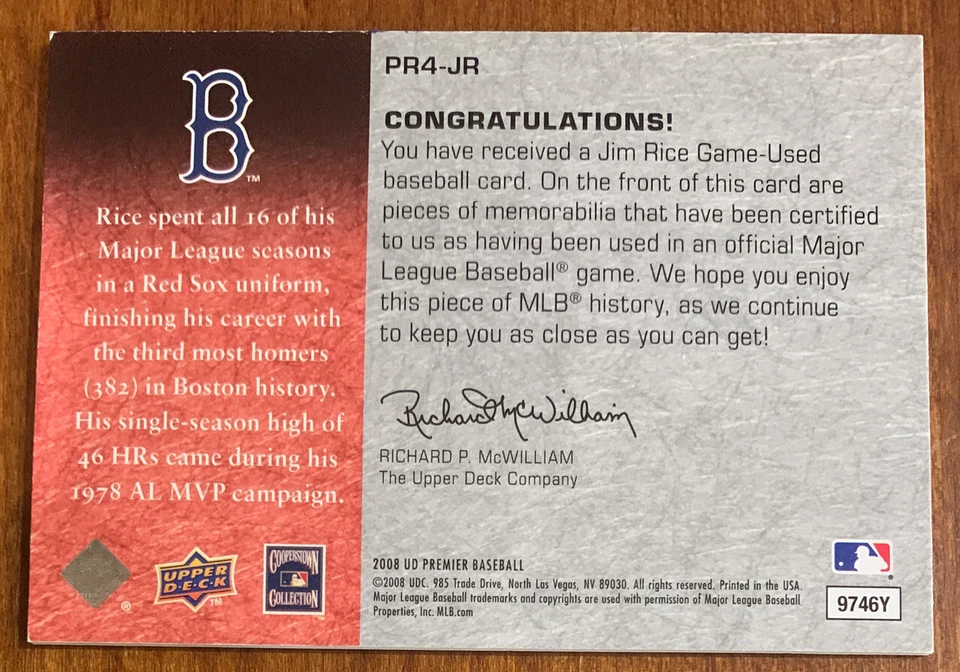 B
TM
Rice spent all 16 of his
Major League seasons
in a Red Sox uniform,
finishing his career with
the third most homers
(382) in Boston history.
His single-season high of
46 HRs came during his
1978 AL MVP campaign.
®
UPPER
D·E·C·K
TM
COOPERSTOWN
COLLECTION
PR4-JR
CONGRATULATIONS!
You have received a Jim Rice Game-Used
baseball card. On the front of this card are
pieces of memorabilia that have been certified
to us as having been used in an official Major
League Baseball® game. We hope you enjoy
this piece of MLB® history, as we continue
to keep you as close as you can get!
Richard McWilliam
RICHARD P. McWILLIAM
The Upper Deck Company
2008 UD PREMIER BASEBALL
©2008 UDC. 985 Trade Drive, North Las Vegas, NV 89030. All rights reserved. Printed in the USA.
Major League Baseball trademarks and copyrights are used with permission of Major League Baseball
Properties, Inc. MLB.com
9746Y